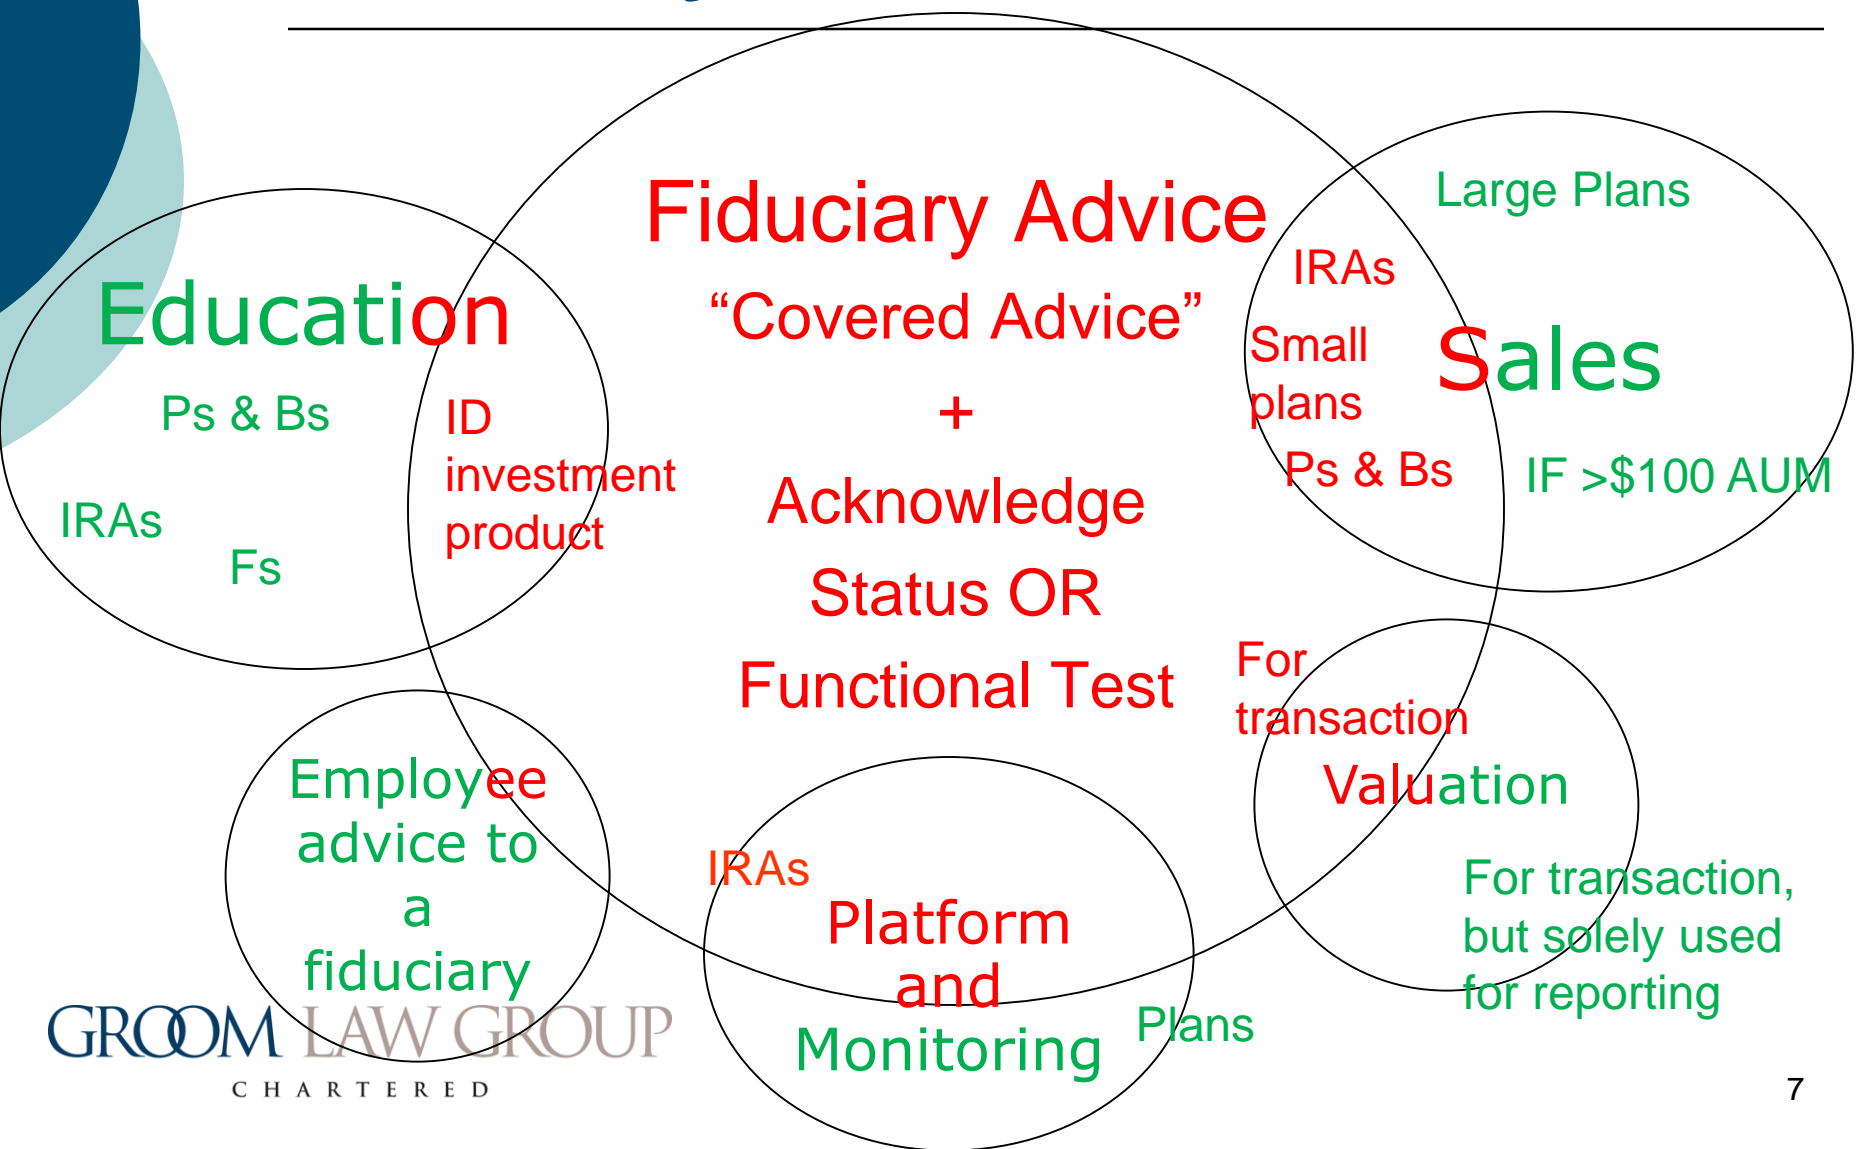 Fiduciary Advice
“Covered Advice”
+
Acknowledge
Status OR
Functional Test
Education
Ps & Bs
IRAs
Fs
ID
investment
product
Large Plans
IRAs
Small
plans
Sales
Ps & Bs
IF >$100 AUM
For
transaction
Valuation
For transaction,
but solely used
for reporting
Employee
advice to
a
fiduciary
IRAs
Platform
and
Monitoring
Plans
GROOM LAW GROUP
CHARTERED
7